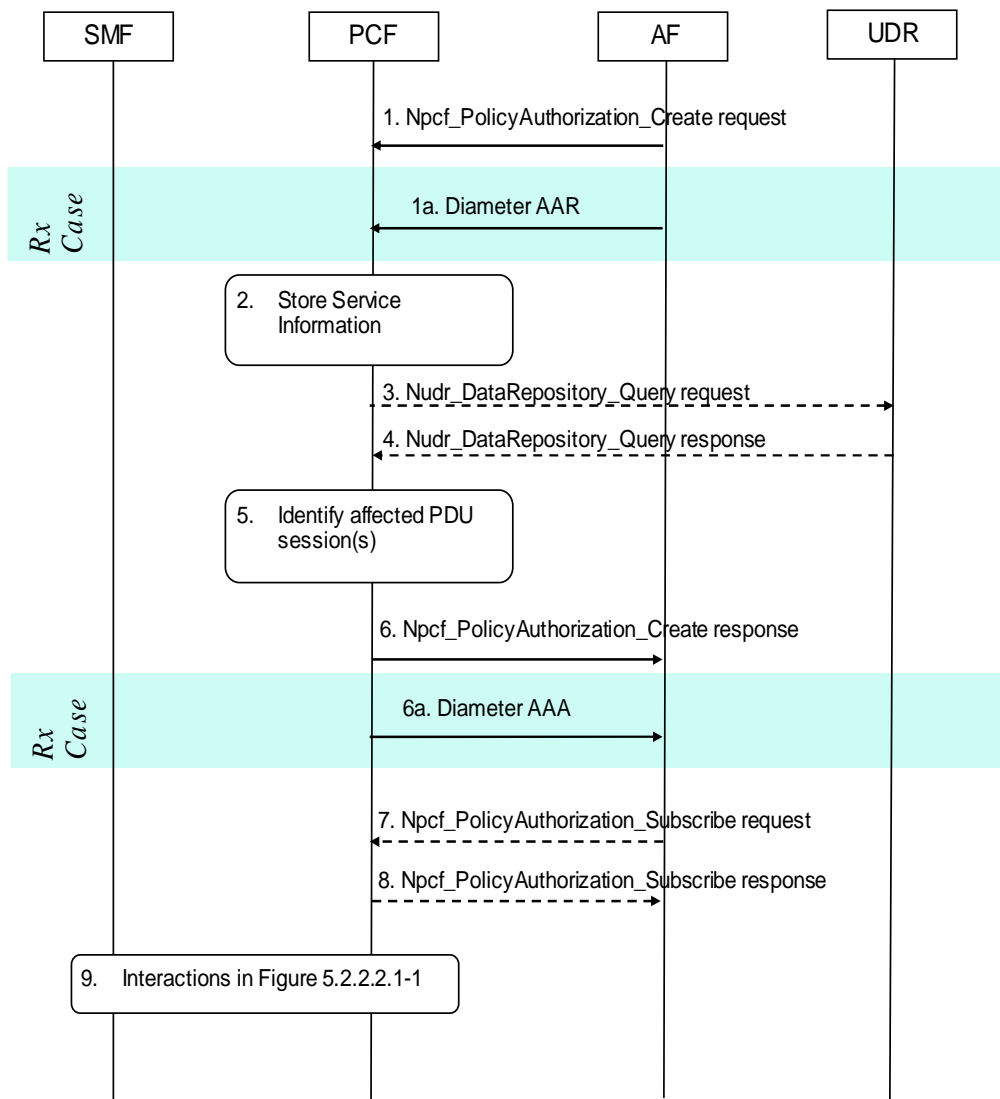 SMF
PCF
AF
UDR
1. Npcf_PolicyAuthorization_Create request
Rx
Case
1a. Diameter AAR
2. Store Service
Information
3. Nudr_DataRepository_Query request
4. Nudr_DataRepository_Query response
5. Identify affected PDU
session(s)
6. Npcf_PolicyAuthorization_Create response
Rx
Case
6a. Diameter AAA
7. Npcf_PolicyAuthorization_Subscribe request
8. Npcf_PolicyAuthorization_Subscribe response
9. Interactions in Figure 5.2.2.2.1-1